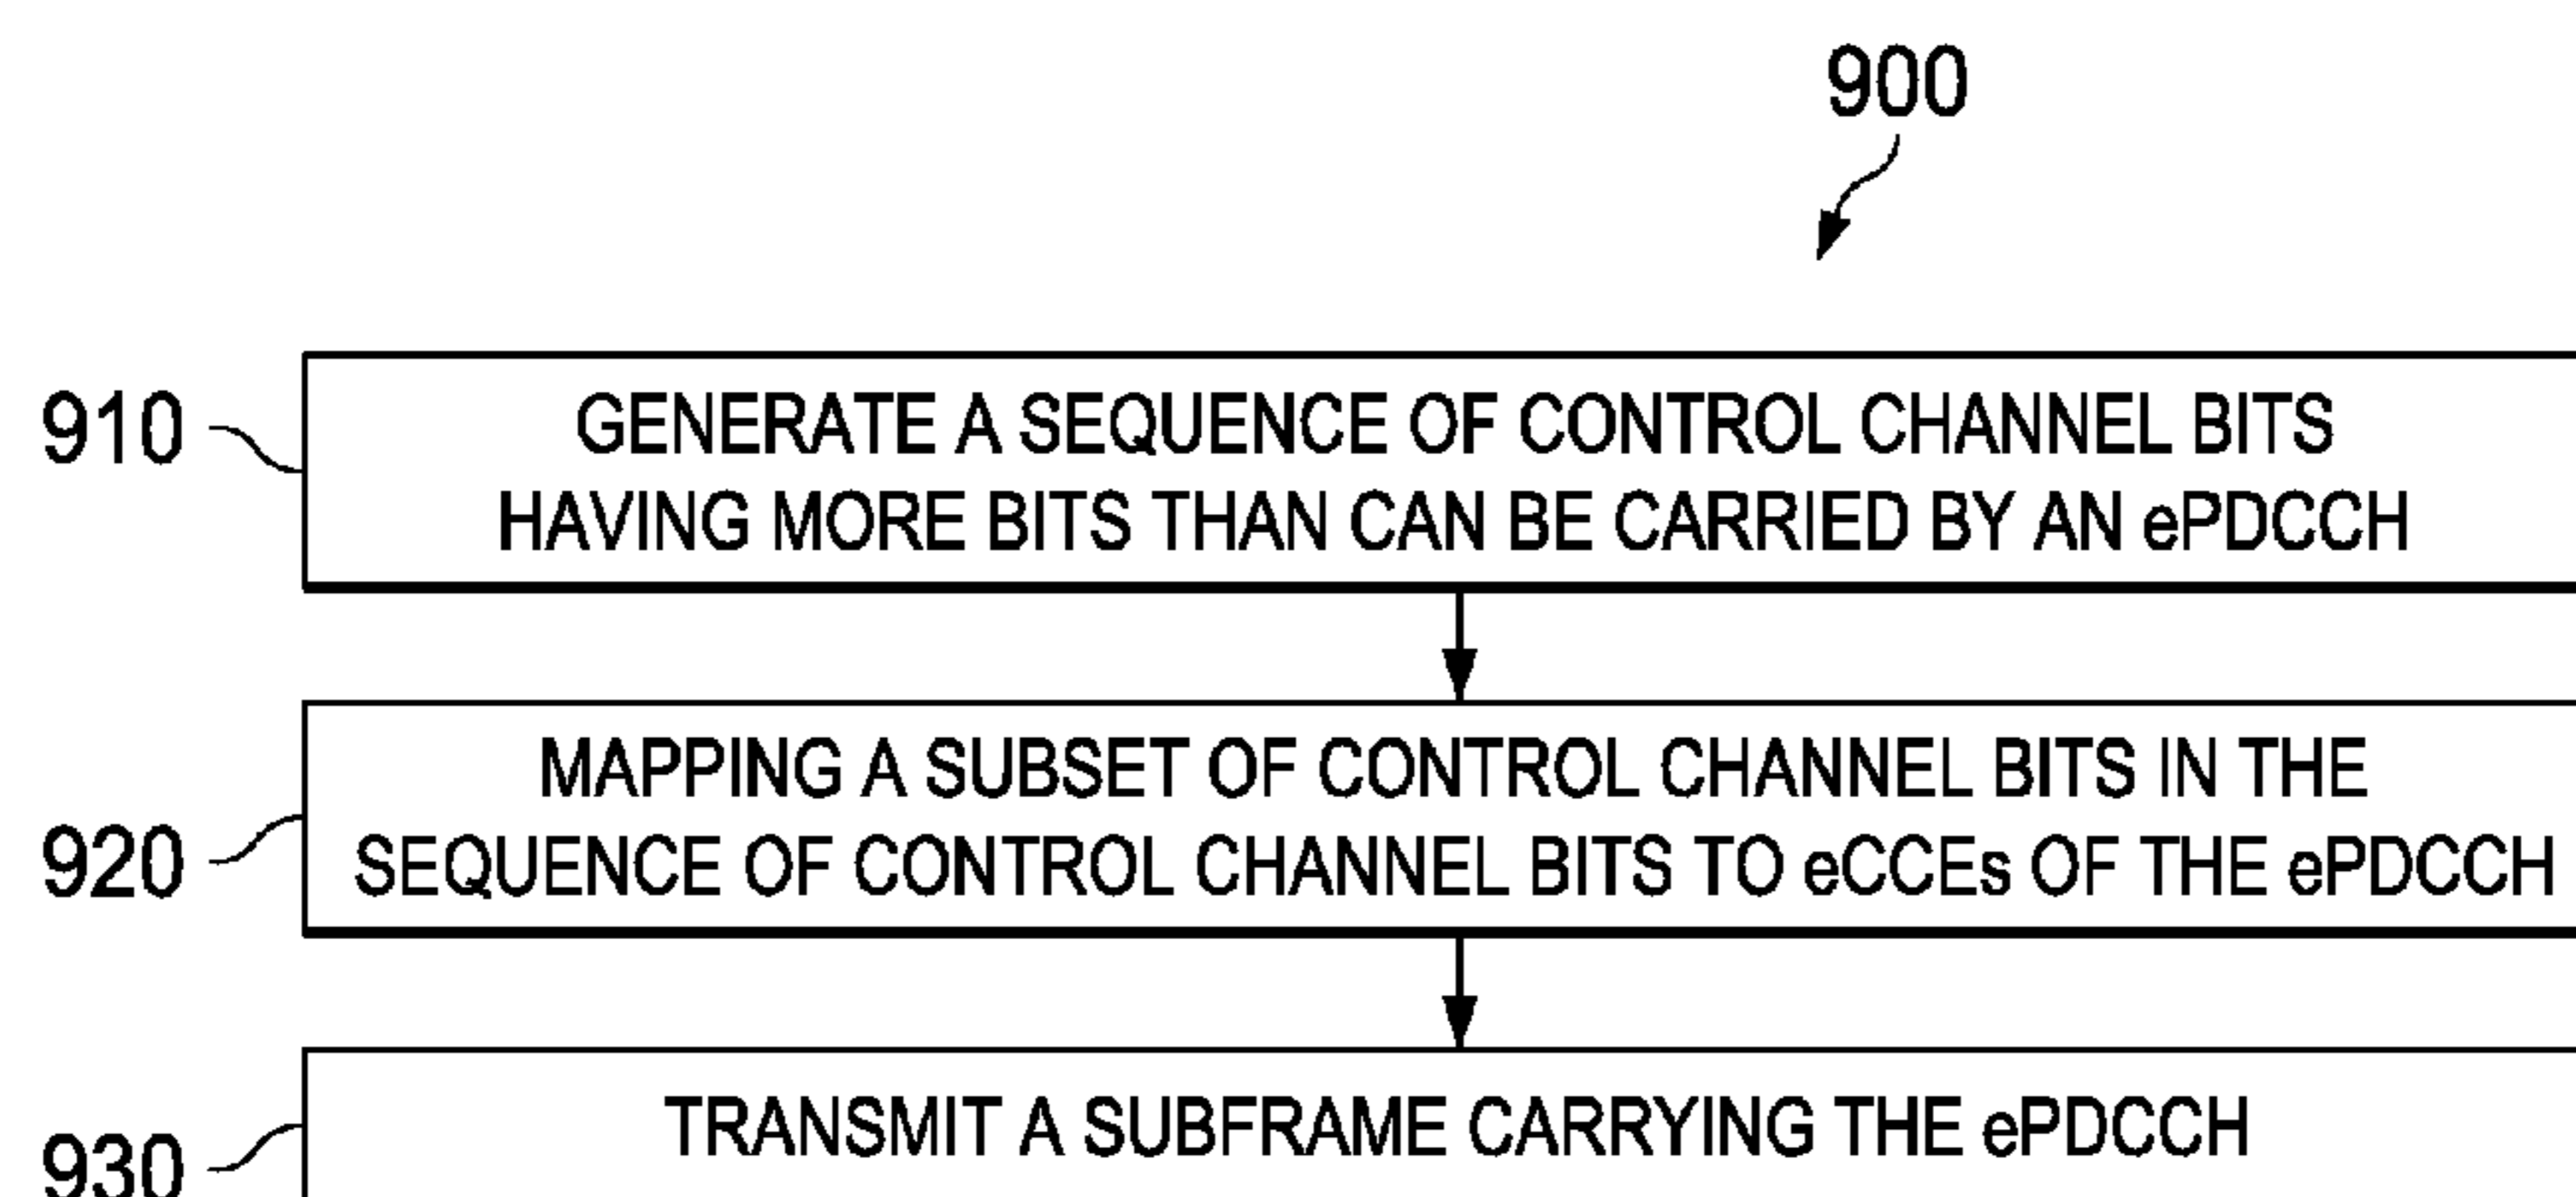 900
910
GENERATE A SEQUENCE OF CONTROL CHANNEL BITS
HAVING MORE BITS THAN CAN BE CARRIED BY AN ePDCCH
920
MAPPING A SUBSET OF CONTROL CHANNEL BITS IN THE
SEQUENCE OF CONTROL CHANNEL BITS TO eCCEs OF THE ePDCCH
930
TRANSMIT A SUBFRAME CARRYING THE ePDCCH